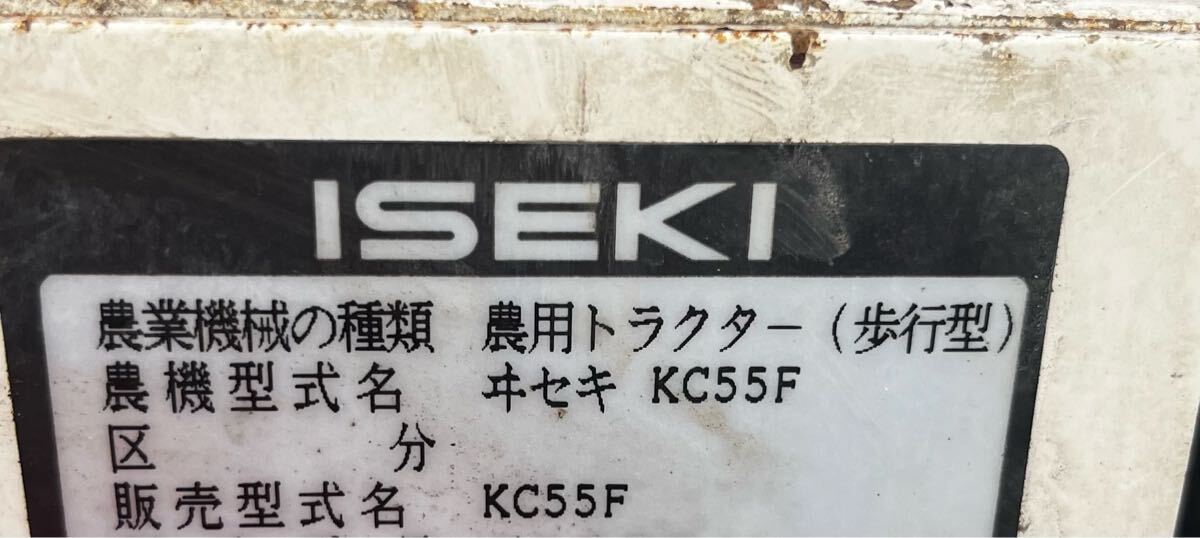 ISEKI
農業機械の種類 農用トラクター(歩行型)
農機型式名 ヰセキ KC55F
区分
販売型式名 KC55F